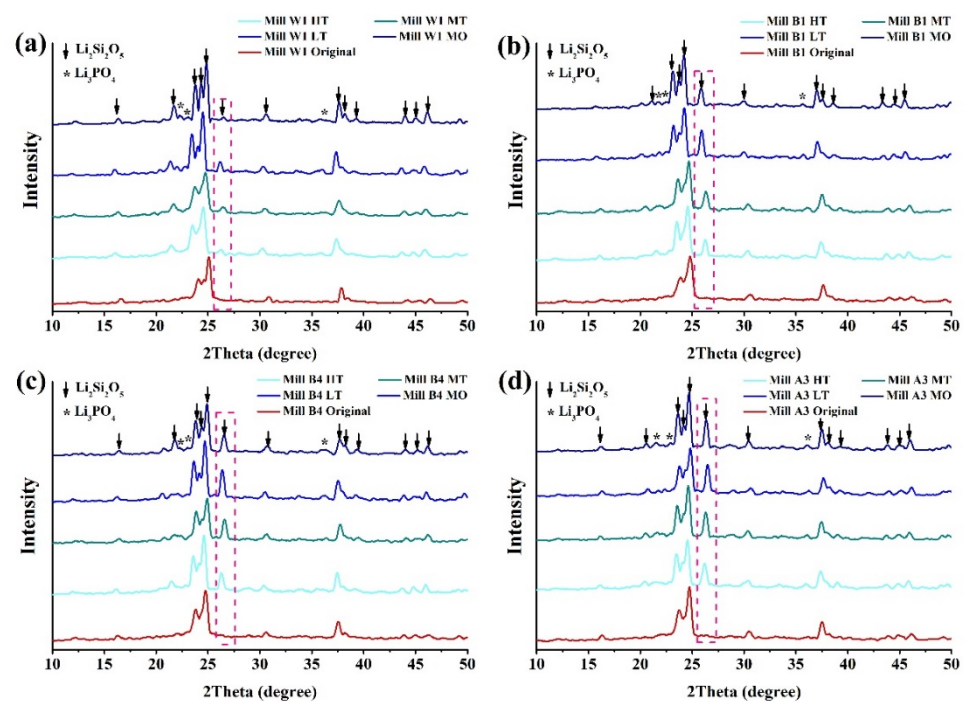 (a)
Mill W1 HT Mill W1 MT
Mill W1 LT Mill W1 MO
Mill W1 Original
Li₂Si₂O₅
* Li₃PO₄
* * *
Intensity
10 15 20 25 30 35 40 45 50
2Theta (degree)
(b)
Mill B1 HT Mill B1 MT
Mill B1 LT Mill B1 MO
Mill B1 Original
Li₂Si₂O₅
* Li₃PO₄
* * *
Intensity
10 15 20 25 30 35 40 45 50
2Theta (degree)
(c)
Mill B4 HT Mill B4 MT
Mill B4 LT Mill B4 MO
Mill B4 Original
Li₂Si₂O₅
* Li₃PO₄
* * *
Intensity
10 15 20 25 30 35 40 45 50
2Theta (degree)
(d)
Mill A3 HT Mill A3 MT
Mill A3 LT Mill A3 MO
Mill A3 Original
Li₂Si₂O₅
* Li₃PO₄
* * *
Intensity
10 15 20 25 30 35 40 45 50
2Theta (degree)